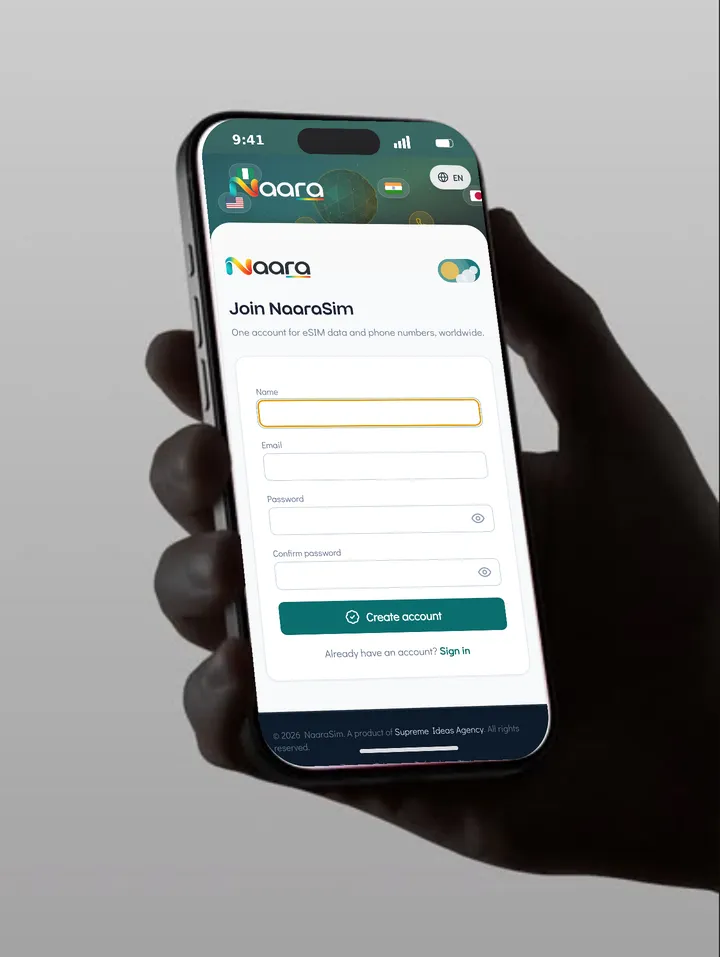 9:41
Naara
EN
Naara
Join NaaraSim
One account for eSIM data and phone numbers, worldwide.
Name
Email
Password
Confirm password
Create account
Already have an account? Sign in
© 2026 NaaraSim. A product of Supreme Ideas Agency. All rights
reserved.